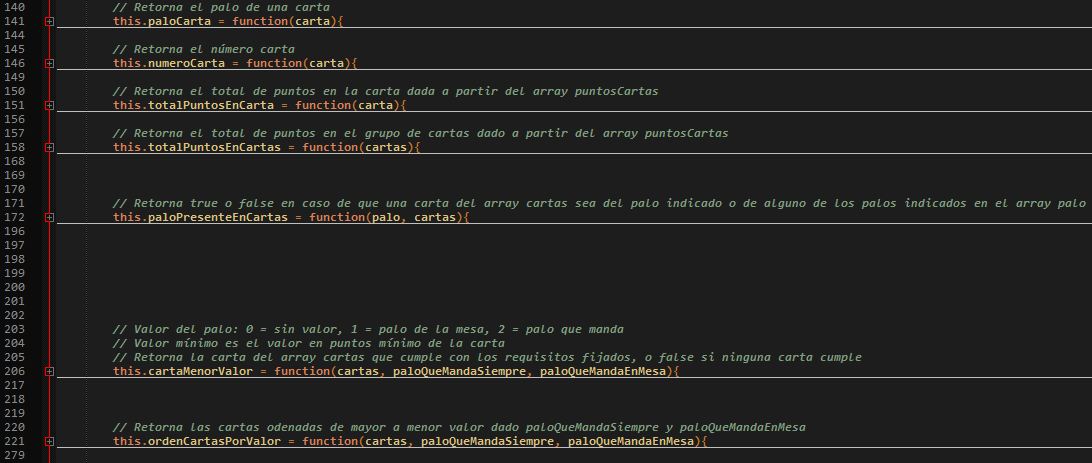 140 // Retorna el palo de una carta
141 this.paloCarta = function(carta){
144
145 // Retorna el número carta
146 this.numeroCarta = function(carta){
149
150 // Retorna el total de puntos en la carta dada a partir del array puntosCartas
151 this.totalPuntosEnCarta = function(carta){
156
157 // Retorna el total de puntos en el grupo de cartas dado a partir del array puntosCartas
158 this.totalPuntosEnCartas = function(cartas){
168
169
170
171 // Retorna true o false en caso de que una carta del array cartas sea del palo indicado o de alguno de los palos indicados en el array palo
172 this.paloPresenteEnCartas = function(palo, cartas){
196
197
198
199
200
201
202
203 // Valor del palo: 0 = sin valor, 1 = palo de la mesa, 2 = palo que manda
204 // Valor mínimo es el valor en puntos mínimo de la carta
205 // Retorna la carta del array cartas que cumple con los requisitos fijados, o false si ninguna carta cumple
206 this.cartaMenorValor = function(cartas, paloQueMandaSiempre, paloQueMandaEnMesa){
217
218
219
220 // Retorna las cartas odenadas de mayor a menor valor dado paloQueMandaSiempre y paloQueMandaEnMesa
221 this.ordenCartasPorValor = function(cartas, paloQueMandaSiempre, paloQueMandaEnMesa){
279